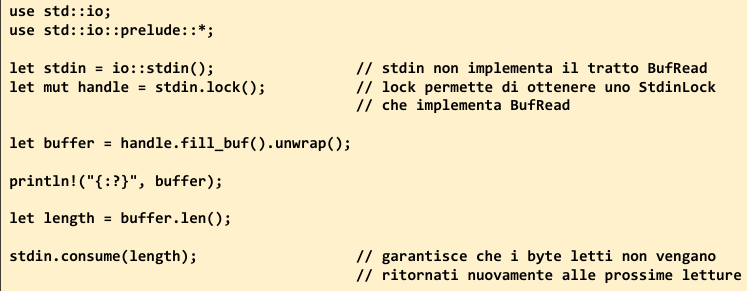 use std::io;
use std::io::prelude::*;
let stdin = io::stdin(); // stdin non implementa il tratto BufRead
let mut handle = stdin.lock(); // lock permette di ottenere uno StdinLock
// che implementa BufRead
let buffer = handle.fill_buf().unwrap();
println!("{:?}", buffer);
let length = buffer.len();
stdin.consume(length); // garantisce che i byte letti non vengano
// ritornati nuovamente alle prossime letture